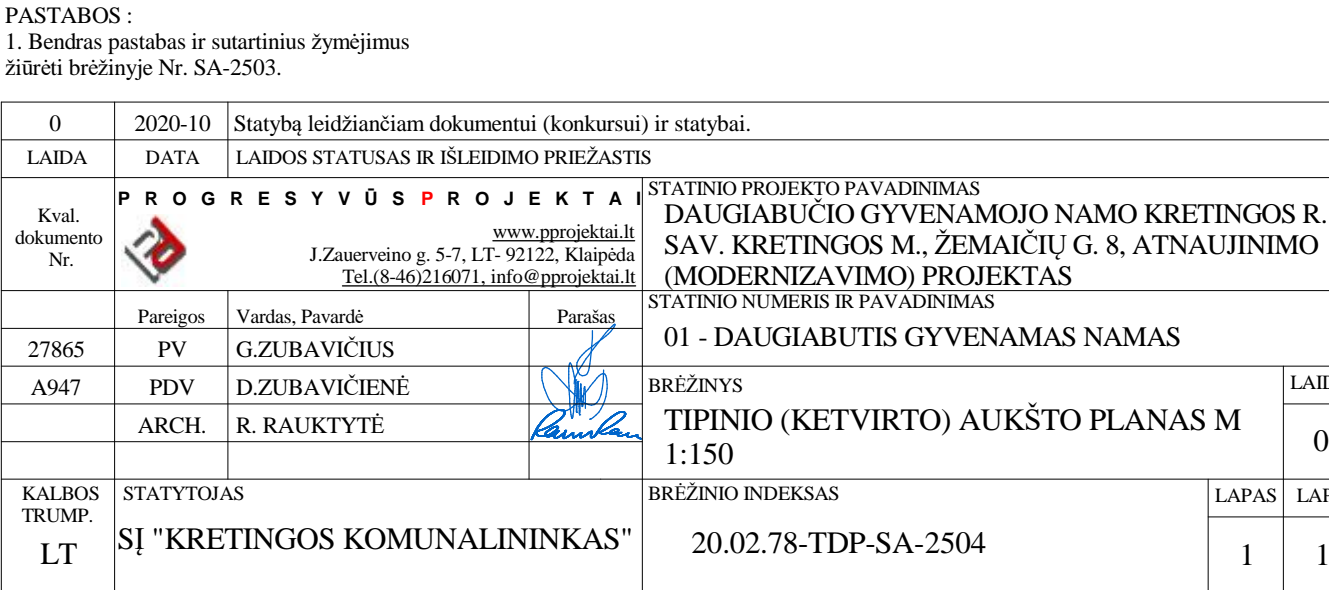 PASTABOS :
1. Bendras pastabas ir sutartinius žymėjimus
žiūrėti brėžinyje Nr. SA-2503.
0 2020-10 Statybą leidžiančiam dokumentui (konkursui) ir statybai.
LAIDA DATA LAIDOS STATUSAS IR IŠLEIDIMO PRIEŽASTIS
Kval.
dokumento
Nr.
P R O G R E S Y V Ū S P R O J E K T A I
www.pprojektai.lt
J.Zauerveino g. 5-7, LT- 92122, Klaipėda
Tel.(8-46)216071, info@pprojektai.lt
STATINIO PROJEKTO PAVADINIMAS
DAUGIABUČIO GYVENAMOJO NAMO KRETINGOS R.
SAV. KRETINGOS M., ŽEMAIČIŲ G. 8, ATNAUJINIMO
(MODERNIZAVIMO) PROJEKTAS
Pareigos Vardas, Pavardė Parašas
27865 PV G.ZUBAVIČIUS
A947 PDV D.ZUBAVIČIENĖ
ARCH. R. RAUKTYTĖ
STATINIO NUMERIS IR PAVADINIMAS
01 - DAUGIABUTIS GYVENAMAS NAMAS
BRĖŽINYS
TIPINIO (KETVIRTO) AUKŠTO PLANAS M
1:150
0
KALBOS
TRUMP.
LT
STATYTOJAS
SĮ "KRETINGOS KOMUNALININKAS"
BRĖŽINIO INDEKSAS
20.02.78-TDP-SA-2504
LAPAS
1
1